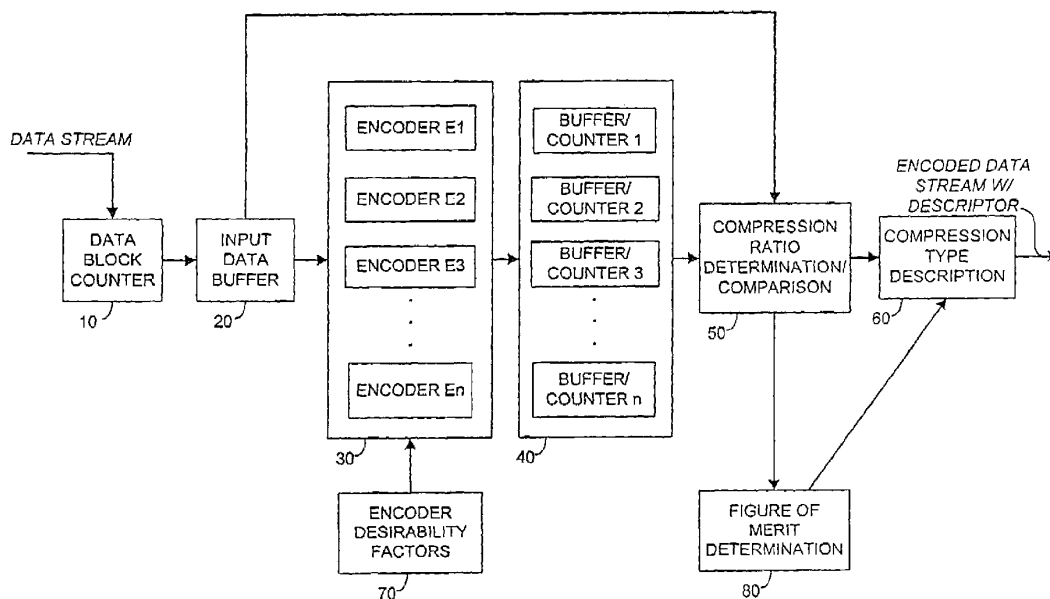 DATA STREAM
DATA
BLOCK
COUNTER
10
INPUT
DATA
BUFFER
20
ENCODER E1
ENCODER E2
ENCODER E3
ENCODER En
30
BUFFER/
COUNTER 1
BUFFER/
COUNTER 2
BUFFER/
COUNTER 3
BUFFER/
COUNTER n
40
COMPRESSION
RATIO
DETERMINATION/
COMPARISON
50
ENCODED DATA
STREAM W/
DESCRIPTOR
COMPRESSION
TYPE
DESCRIPTION
60
ENCODER
DESIRABILITY
FACTORS
70
FIGURE OF
MERIT
DETERMINATION
80